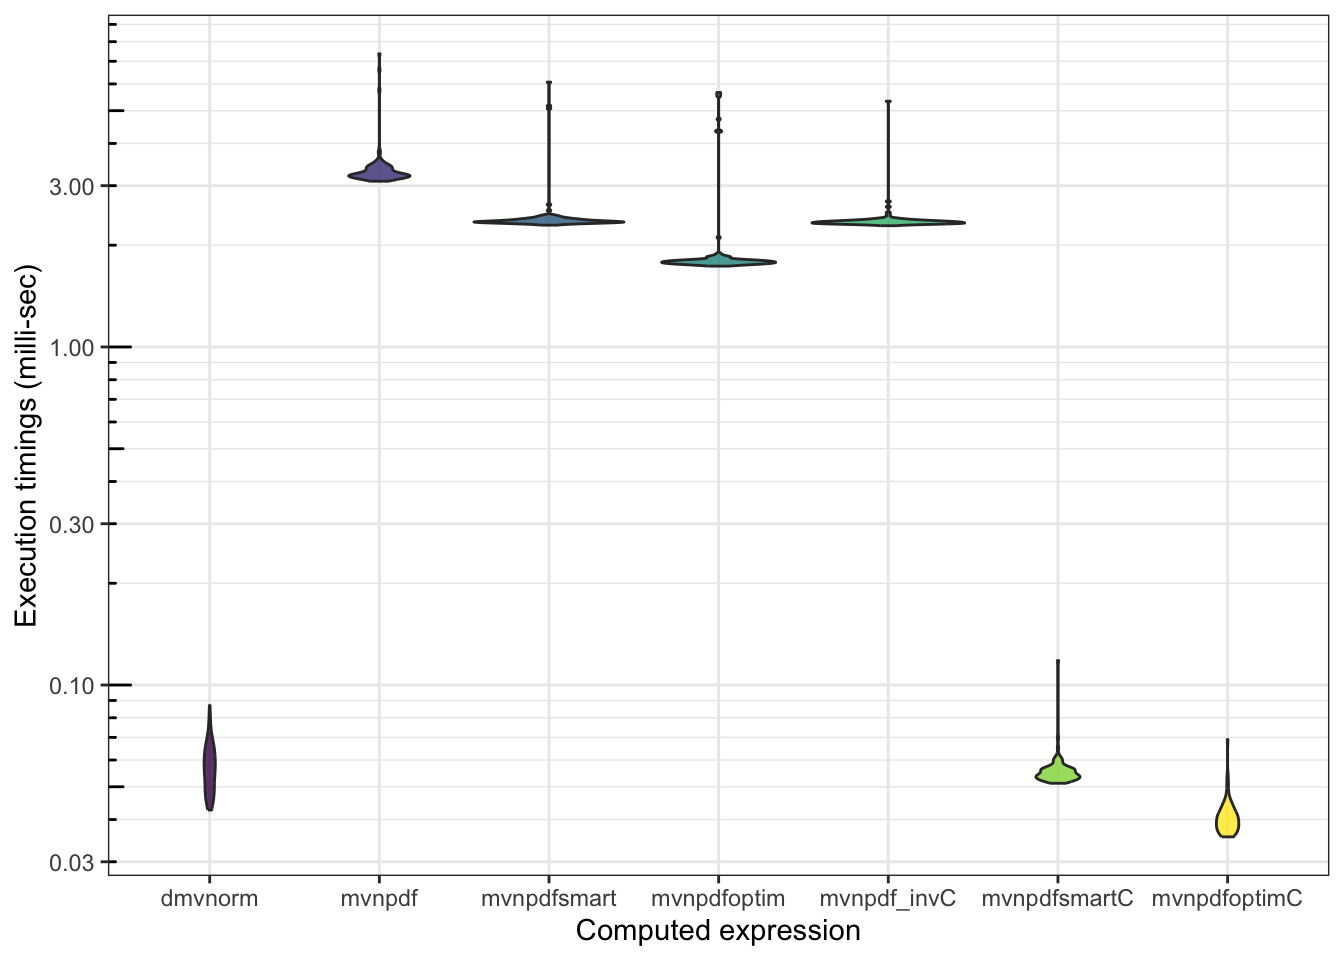 Execution timings (milli-sec)
3.00
1.00
0.30
0.10
0.03
dmvnorm mvnpdf mvnpdfsmart mvnpdfoptim mvnpdf_invC mvnpdfsmartC mvnpdfoptimC
Computed expression